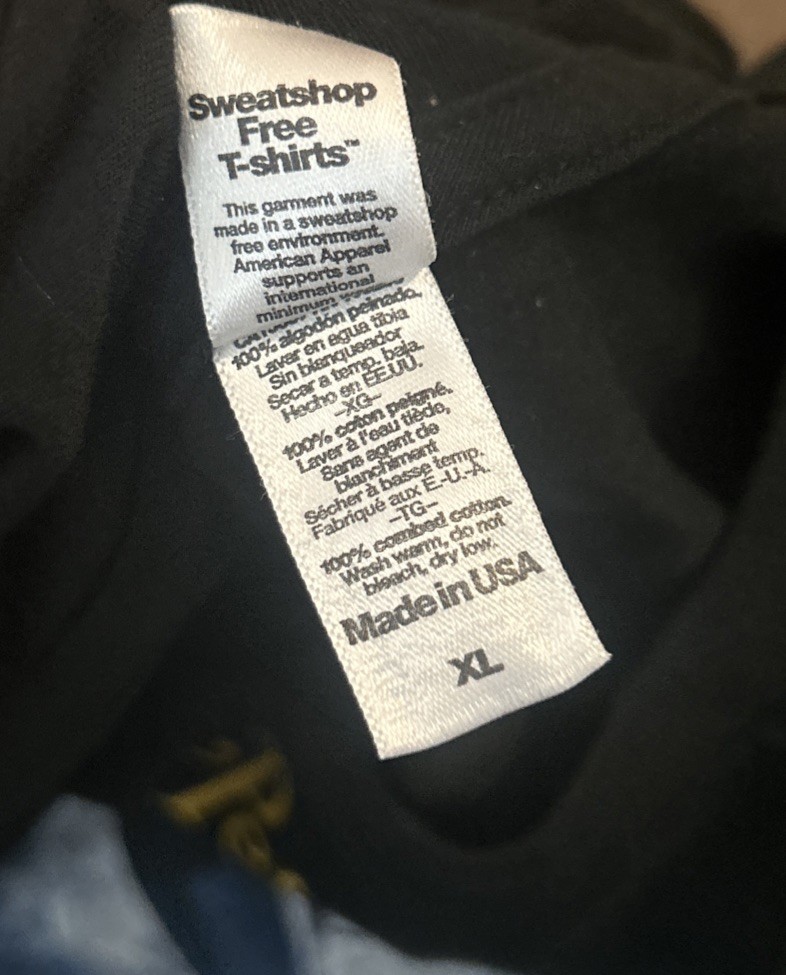 Sweatshop
Free
T-shirts™
This garment was
made in a sweatshop
free environment.
American Apparel
supports an
international
minimum
100% algodón peinado.
Lavar en agua tibia
Sin blanqueador
Secar a temp. baja.
Hecho en EE.UU.
-XG-
100% coton peigné.
Laver à l'eau tiède,
Sans agent de
blanchiment
Sécher à basse temp.
Fabriqué aux É.-U.-A.
-TG-
100% combed cotton.
Wash warm, do not
bleach, dry low.
Made in USA
XL